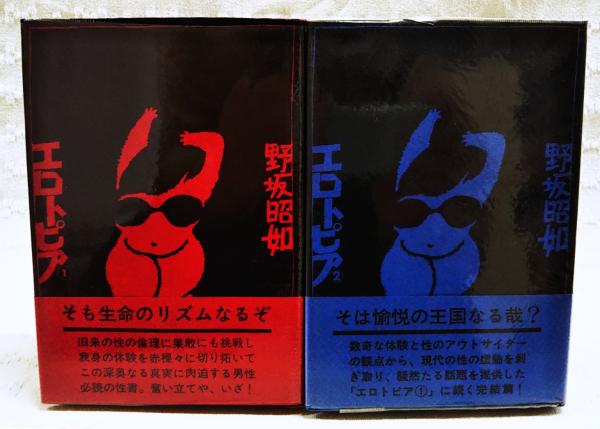 野坂昭如
エロトピア1
そも生命のリズムなるぞ
旧来の性の倫理に果敢にも挑戦し
我身の体験を赤裸々に切り拓いて
この深奥なる真実に肉迫する男性
必読の性書。奮い立てや、いざ！
野坂昭如
エロトピア2
そは愉悦の王国なる哉？
数奇な体験と性のアウトサイダー
の観点から、現代の性の虚飾を剝
ぎ取り、騒然たる話題を提供した
「エロトピア①」に続く完結篇！